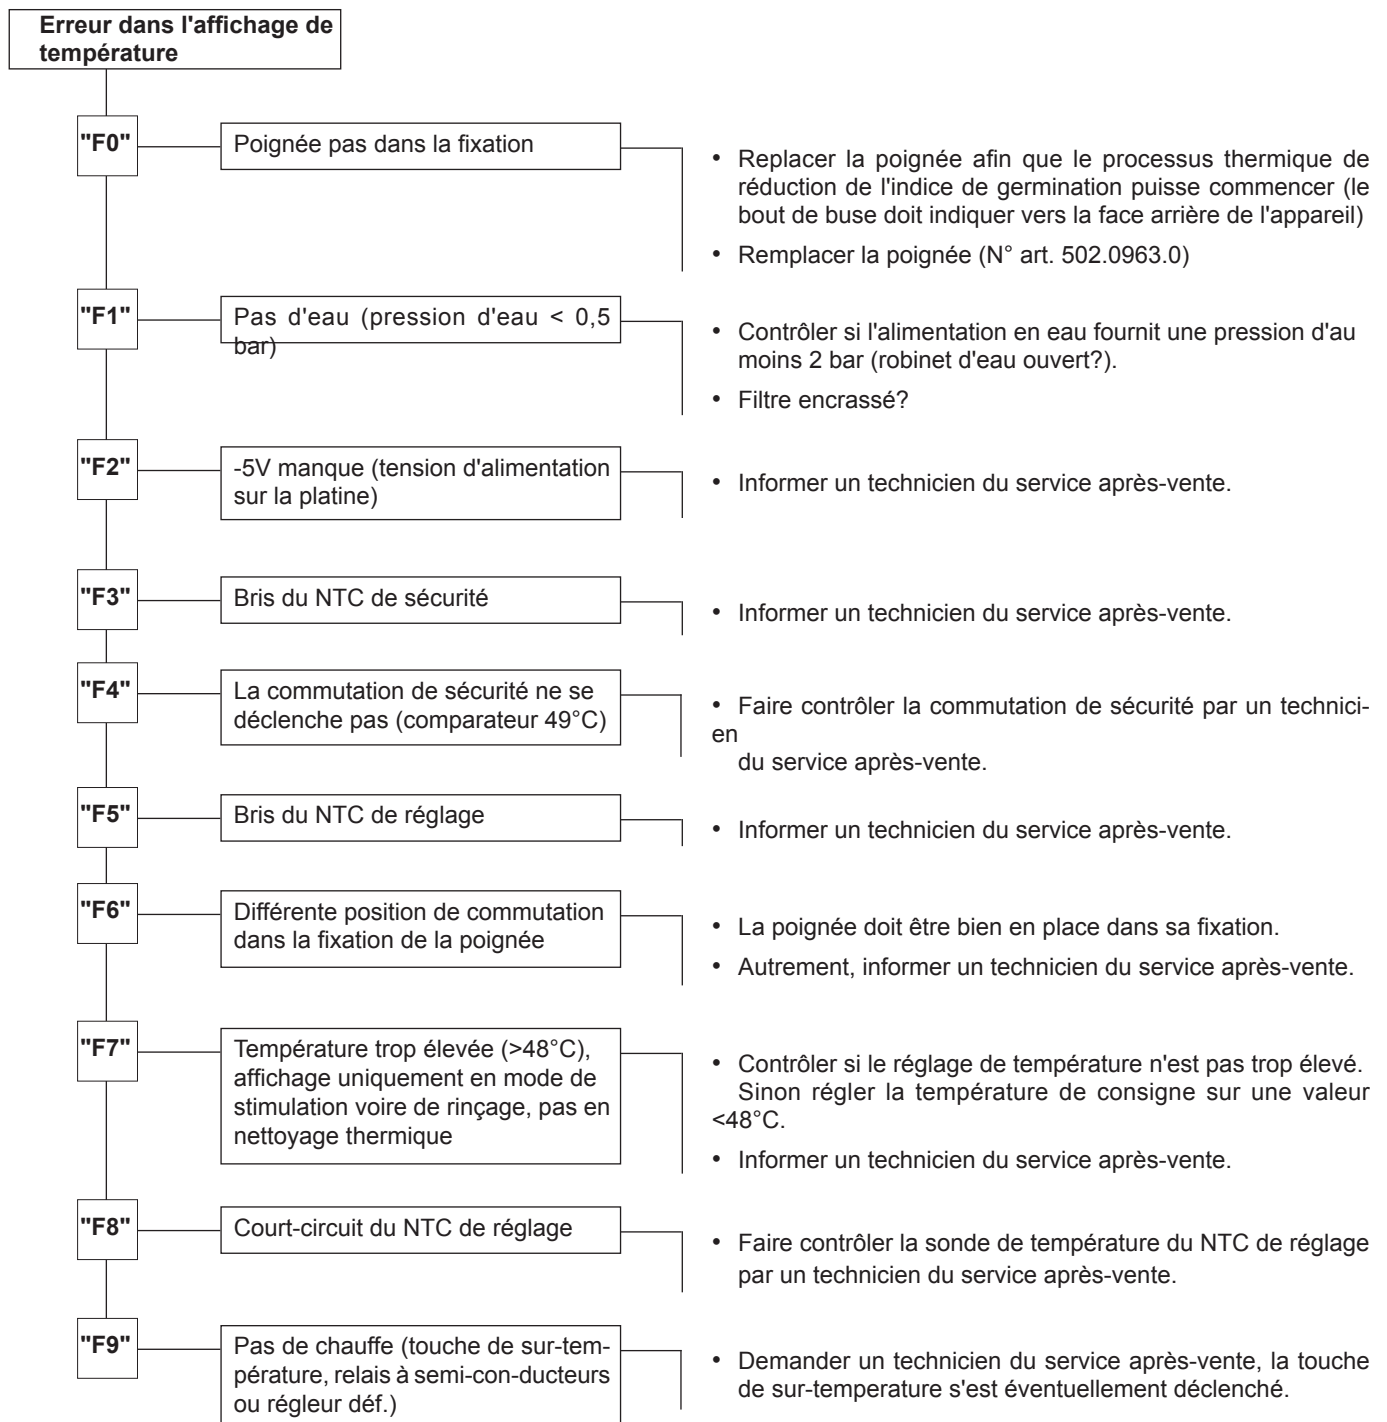 Erreur dans l'affichage de
température
"F0"
Poignée pas dans la fixation
• Replacer la poignée afin que le processus thermique de
réduction de l'indice de germination puisse commencer (le
bout de buse doit indiquer vers la face arrière de l'appareil)
• Remplacer la poignée (N° art. 502.0963.0)
"F1"
Pas d'eau (pression d'eau < 0,5
bar)
• Contrôler si l'alimentation en eau fournit une pression d'au
moins 2 bar (robinet d'eau ouvert?).
• Filtre encrassé?
"F2"
-5V manque (tension d'alimentation
sur la platine)
• Informer un technicien du service après-vente.
"F3"
Bris du NTC de sécurité
• Informer un technicien du service après-vente.
"F4"
La commutation de sécurité ne se
déclenche pas (comparateur 49°C)
• Faire contrôler la commutation de sécurité par un technici-
en
du service après-vente.
"F5"
Bris du NTC de réglage
• Informer un technicien du service après-vente.
"F6"
Différente position de commutation
dans la fixation de la poignée
• La poignée doit être bien en place dans sa fixation.
• Autrement, informer un technicien du service après-vente.
"F7"
Température trop élevée (>48°C),
affichage uniquement en mode de
stimulation voire de rinçage, pas en
nettoyage thermique
• Contrôler si le réglage de température n'est pas trop élevé.
Sinon régler la température de consigne sur une valeur
<48°C.
• Informer un technicien du service après-vente.
"F8"
Court-circuit du NTC de réglage
• Faire contrôler la sonde de température du NTC de réglage
par un technicien du service après-vente.
"F9"
Pas de chauffe (touche de sur-tem-
pérature, relais à semi-con-ducteurs
ou régleur déf.)
• Demander un technicien du service après-vente, la touche
de sur-temperature s'est éventuellement déclenché.